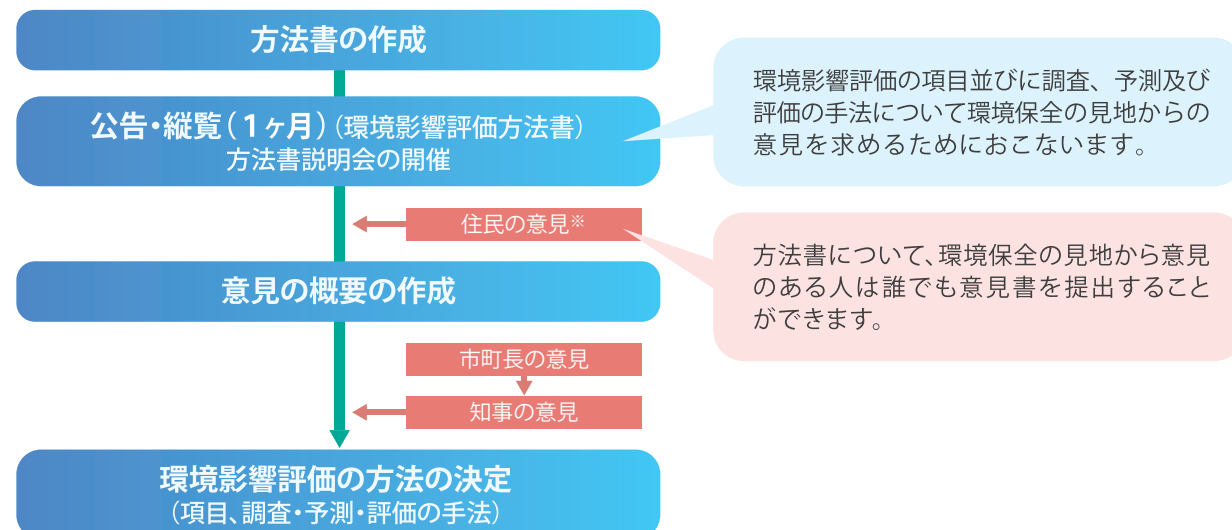 方法書の作成
公告・縦覧（１ヶ月）（環境影響評価方法書）
方法書説明会の開催
環境影響評価の項目並びに調査、予測及び
評価の手法について環境保全の見地からの
意見を求めるためにおこないます。
住民の意見※
方法書について、環境保全の見地から意見
のある人は誰でも意見書を提出すること
ができます。
意見の概要の作成
市町長の意見
知事の意見
環境影響評価の方法の決定
（項目、調査・予測・評価の手法）